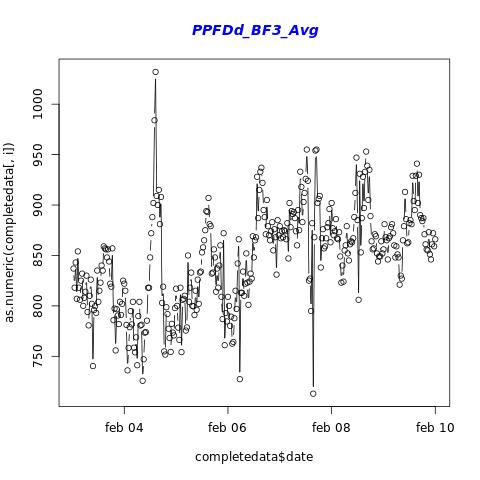 PPFDd_BF3_Avg
as.numeric(completedata[, i])
1000
950
900
850
800
750
feb 04
feb 06
feb 08
feb 10
completedata$date